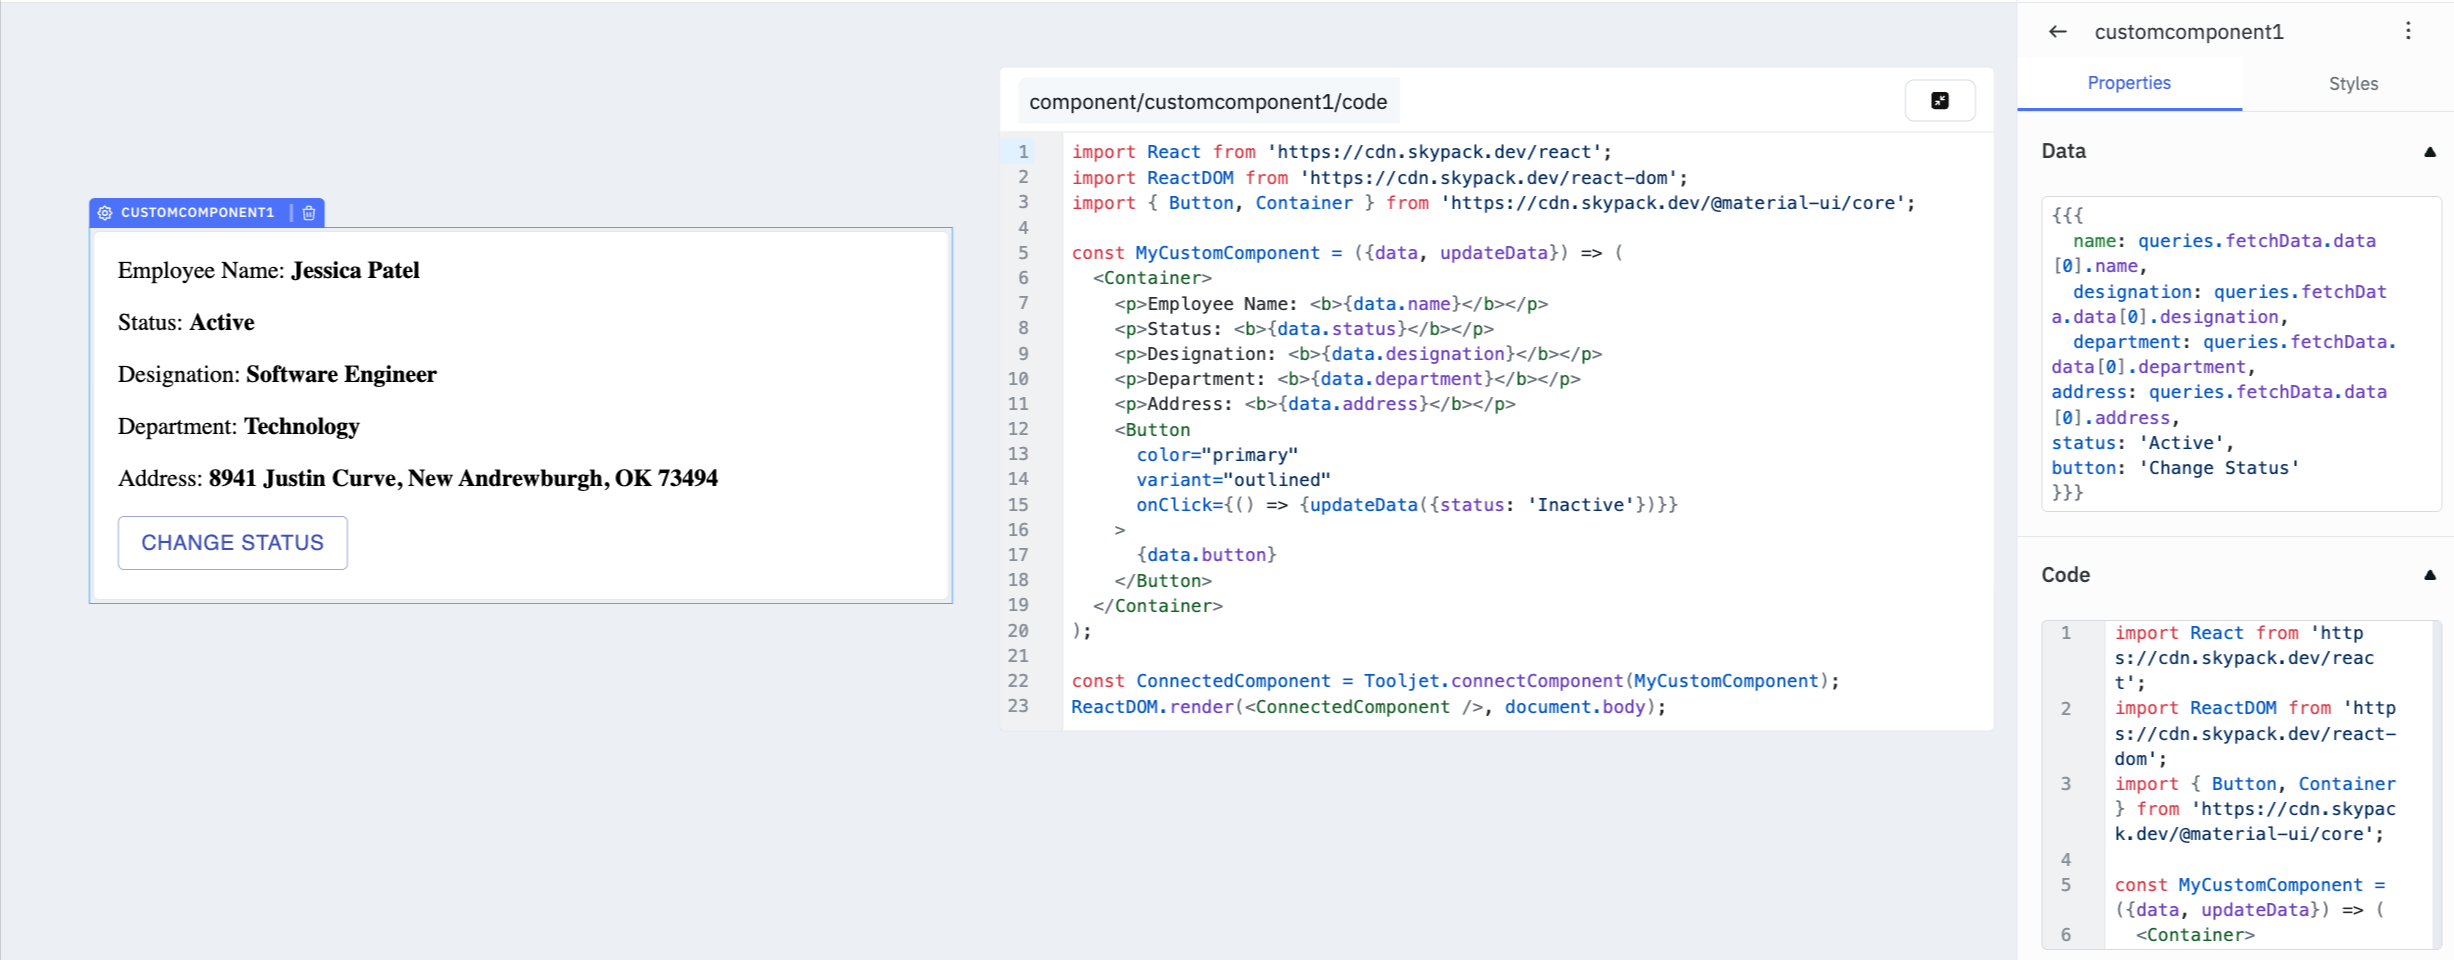 CUSTOMCOMPONENT1
Employee Name: Jessica Patel
Status: Active
Designation: Software Engineer
Department: Technology
Address: 8941 Justin Curve, New Andrewburgh, OK 73494
CHANGE STATUS
component/customcomponent1/code
1 import React from 'https://cdn.skypack.dev/react';
2 import ReactDOM from 'https://cdn.skypack.dev/react-dom';
3 import { Button, Container } from 'https://cdn.skypack.dev/@material-ui/core';
4
5 const MyCustomComponent = ({data, updateData}) => (
6   <Container>
7     <p>Employee Name: <b>{data.name}</b></p>
8     <p>Status: <b>{data.status}</b></p>
9     <p>Designation: <b>{data.designation}</b></p>
10     <p>Department: <b>{data.department}</b></p>
11     <p>Address: <b>{data.address}</b></p>
12     <Button
13       color="primary"
14       variant="outlined"
15       onClick={() => {updateData({status: 'Inactive'})}}
16     >
17       {data.button}
18     </Button>
19   </Container>
20 );
21
22 const ConnectedComponent = Tooljet.connectComponent(MyCustomComponent);
23 ReactDOM.render(<ConnectedComponent />, document.body);
customcomponent1
Properties Styles
Data
{{{
  name: queries.fetchData.data
[0].name,
  designation: queries.fetchDat
a.data[0].designation,
  department: queries.fetchData.
data[0].department,
address: queries.fetchData.data
[0].address,
status: 'Active',
button: 'Change Status'
}}}
Code
1 import React from 'http
s://cdn.skypack.dev/reac
t';
2 import ReactDOM from 'http
s://cdn.skypack.dev/react-
dom';
3 import { Button, Container
} from 'https://cdn.skypac
k.dev/@material-ui/core';
4
5 const MyCustomComponent =
({data, updateData}) => (
6   <Container>